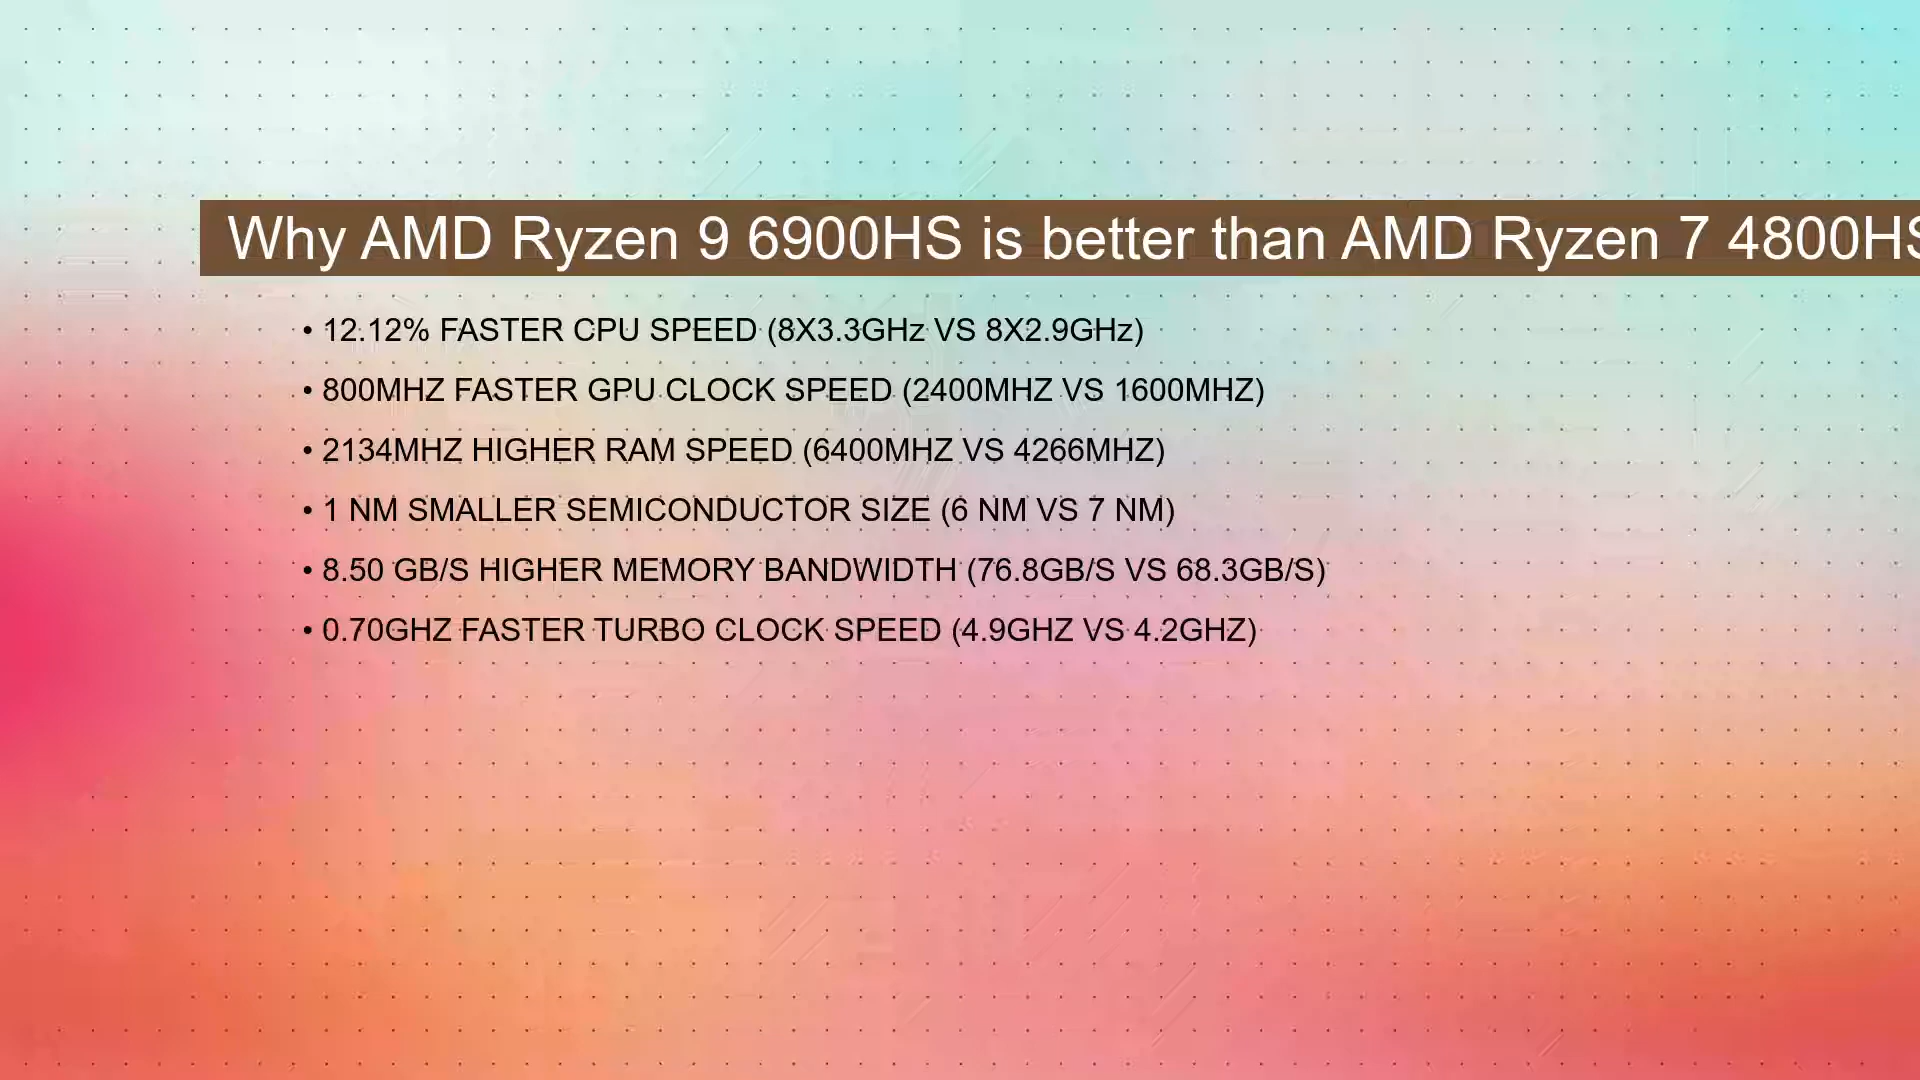 Why AMD Ryzen 9 6900HS is better than AMD Ryzen 7 4800HS
• 12.12% FASTER CPU SPEED (8X3.3GHz VS 8X2.9GHz)
• 800MHZ FASTER GPU CLOCK SPEED (2400MHZ VS 1600MHZ)
• 2134MHZ HIGHER RAM SPEED (6400MHZ VS 4266MHZ)
• 1 NM SMALLER SEMICONDUCTOR SIZE (6 NM VS 7 NM)
• 8.50 GB/S HIGHER MEMORY BANDWIDTH (76.8GB/S VS 68.3GB/S)
• 0.70GHZ FASTER TURBO CLOCK SPEED (4.9GHZ VS 4.2GHZ)